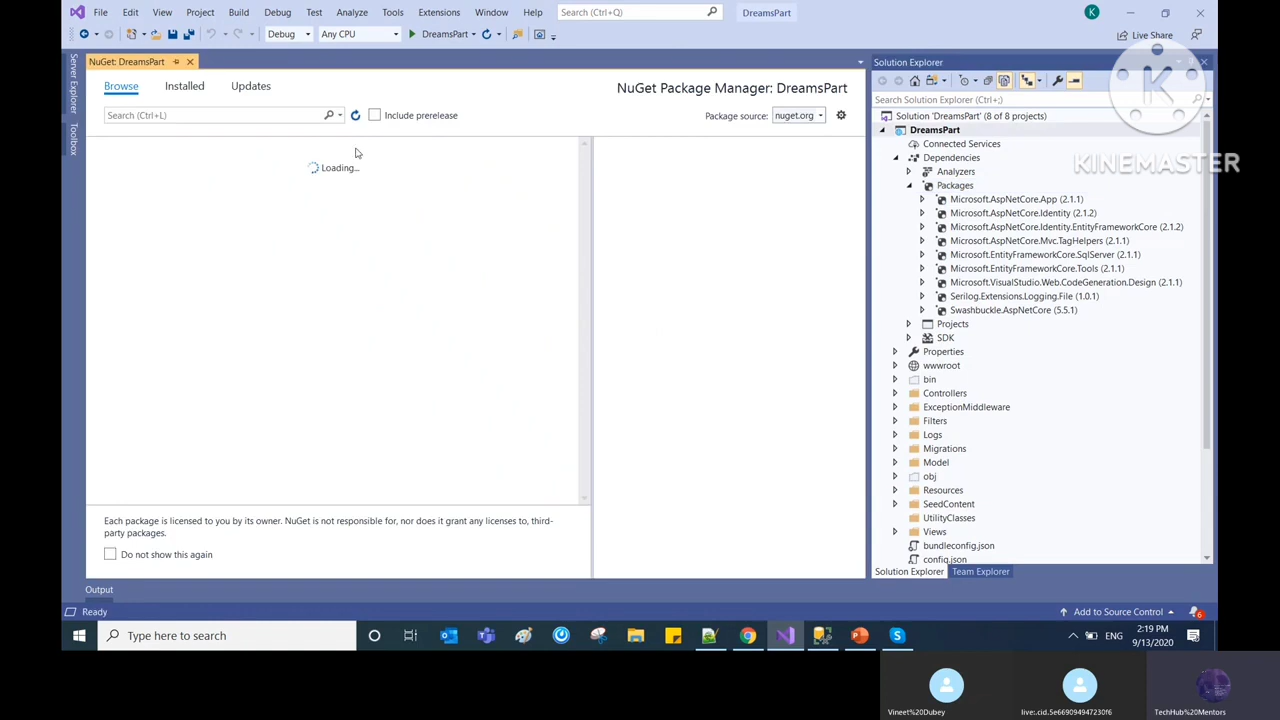 File Edit View Project Build Debug Test Analyze Tools Extensions Window Help Search (Ctrl+Q) DreamsPart K
Debug Any CPU DreamsPart Live Share
NuGet: DreamsPart
Server Explorer
Toolbox
Browse Installed Updates
NuGet Package Manager: DreamsPart
Search (Ctrl+L) Include prerelease
Package source: nuget.org
Loading...
Each package is licensed to you by its owner. NuGet is not responsible for, nor does it grant any licenses to, third-
party packages.
Do not show this again
Solution Explorer
Search Solution Explorer (Ctrl+;)
Solution 'DreamsPart' (8 of 8 projects)
DreamsPart
Connected Services
Dependencies
Analyzers
Packages
Microsoft.AspNetCore.App (2.1.1)
Microsoft.AspNetCore.Identity (2.1.2)
Microsoft.AspNetCore.Identity.EntityFrameworkCore (2.1.2)
Microsoft.AspNetCore.Mvc.TagHelpers (2.1.1)
Microsoft.EntityFrameworkCore.SqlServer (2.1.1)
Microsoft.EntityFrameworkCore.Tools (2.1.1)
Microsoft.VisualStudio.Web.CodeGeneration.Design (2.1.1)
Serilog.Extensions.Logging.File (1.0.1)
Swashbuckle.AspNetCore (5.5.1)
Projects
SDK
Properties
wwwroot
bin
Controllers
ExceptionMiddleware
Filters
Logs
Migrations
Model
obj
Resources
SeedContent
UtilityClasses
Views
bundleconfig.json
config.json
Solution Explorer Team Explorer
K
KINEMASTER
Output
Ready
Add to Source Control 6
Type here to search
ENG
2:19 PM
9/13/2020
Vineet%20Dubey
live:.cid.5e669094947230f6
TechHub%20Mentors